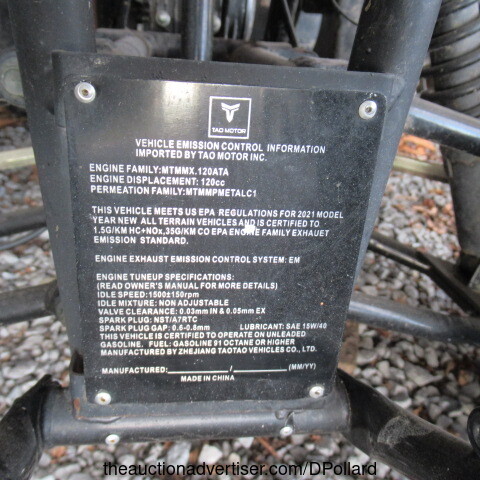 TAO MOTOR
VEHICLE EMISSION CONTROL INFORMATION
IMPORTED BY TAO MOTOR INC.
ENGINE FAMILY:MTMMX.120ATA
ENGINE DISPLACEMENT: 120cc
PERMEATION FAMILY:MTMMPMETALC1
THIS VEHICLE MEETS US EPA REGULATIONS FOR 2021 MODEL
YEAR NEW ALL TERRAIN VEHICLES AND IS CERTIFIED TO
1.5G/KM HC+NOx,35G/KM CO EPA ENGINE FAMILY EXHAUST
EMISSION STANDARD.
ENGINE EXHAUST EMISSION CONTROL SYSTEM: EM
ENGINE TUNEUP SPECIFICATIONS:
(READ OWNER'S MANUAL FOR MORE DETAILS)
IDLE SPEED:1500±150rpm
IDLE MIXTURE: NON ADJUSTABLE
VALVE CLEARANCE: 0.03mm IN & 0.05mm EX
SPARK PLUG: NST/A7RTC
SPARK PLUG GAP: 0.6-0.8mm LUBRICANT: SAE 15W/40
THIS VEHICLE IS CERTIFIED TO OPERATE ON UNLEADED
GASOLINE. FUEL: GASOLINE 91 OCTANE OR HIGHER
MANUFACTURED BY ZHEJIANG TAOTAO VEHICLES CO., LTD.
MANUFACTURED:__________/__________(MM/YY)
MADE IN CHINA
theauctionadvertiser.com/DPollard